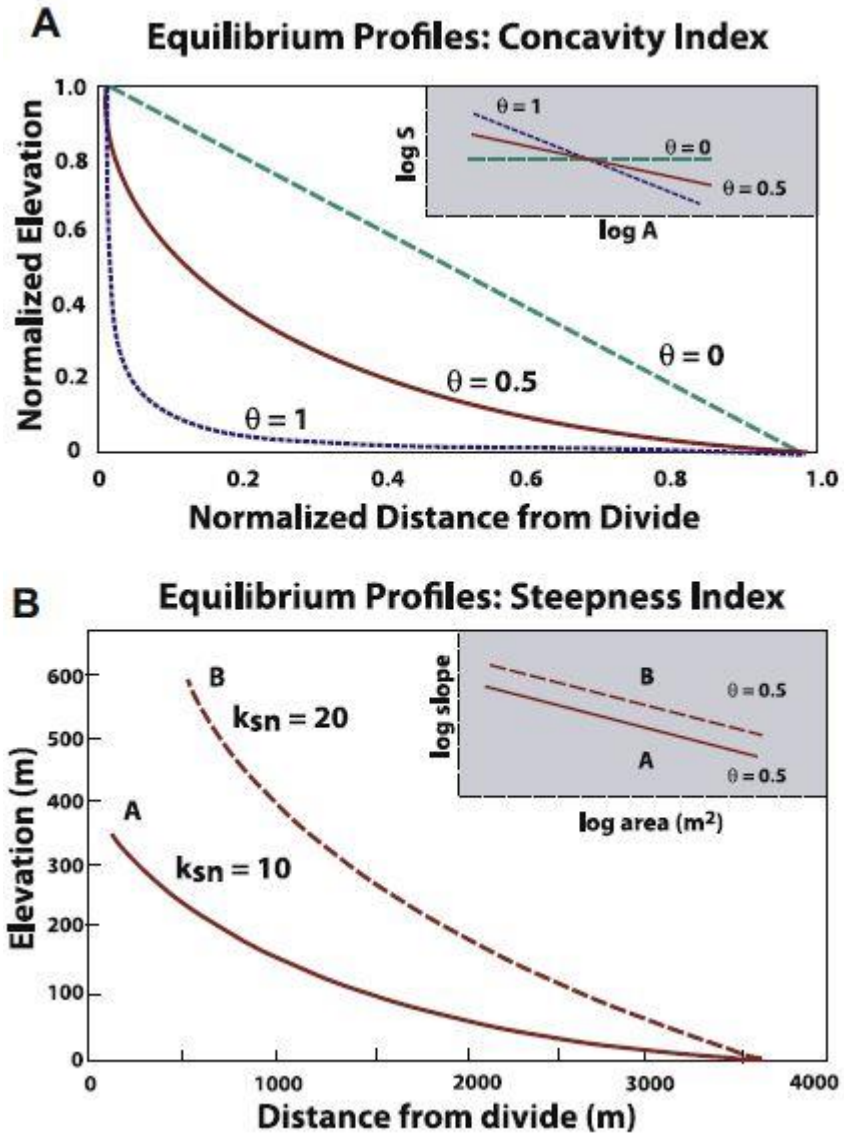 A
Equilibrium Profiles: Concavity Index
Normalized Elevation
1.0
0.8
0.6
0.4
0.2
0
θ = 1
θ = 0
θ = 0.5
log S
log A
θ = 0
θ = 0.5
θ = 1
0 0.2 0.4 0.6 0.8 1.0
Normalized Distance from Divide
B
Equilibrium Profiles: Steepness Index
Elevation (m)
600
500
400
300
200
100
0
B
ksn = 20
A
ksn = 10
log slope
B
θ = 0.5
A
θ = 0.5
log area (m²)
0 1000 2000 3000 4000
Distance from divide (m)